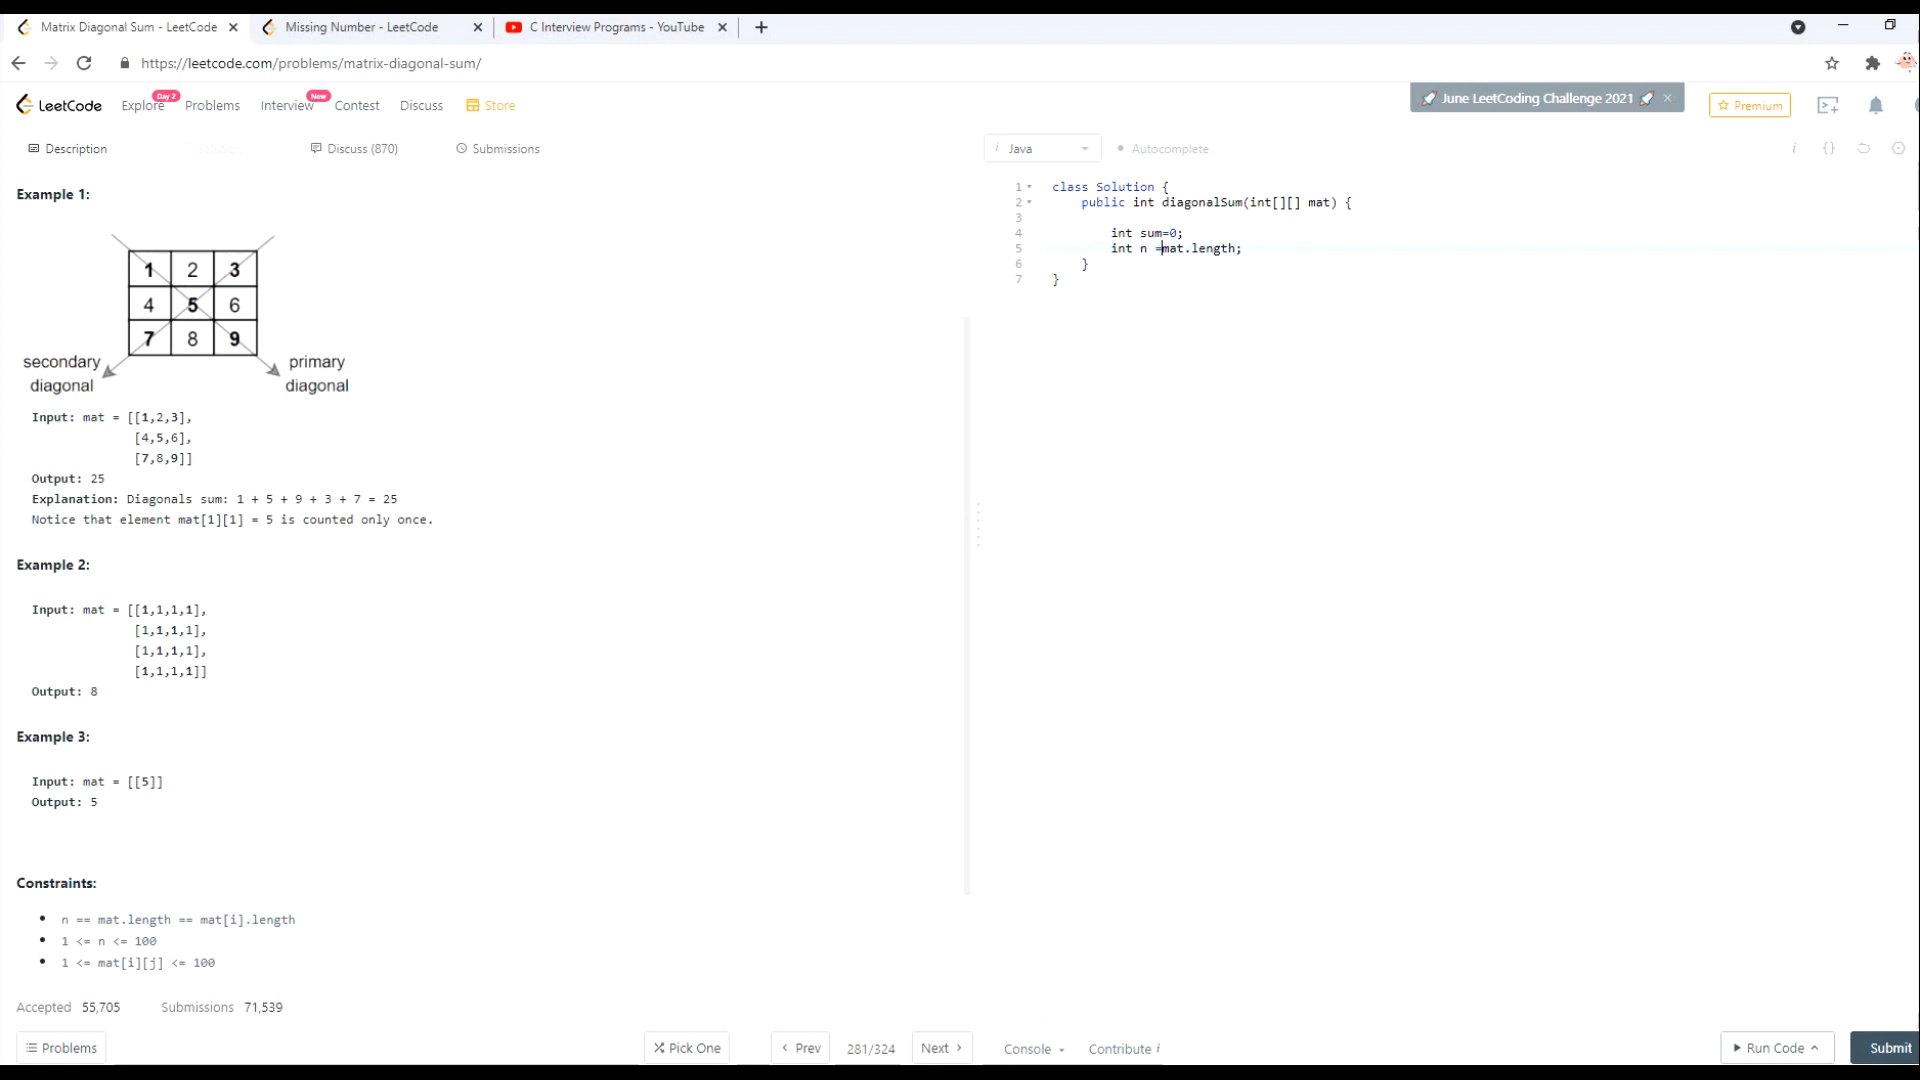 Matrix Diagonal Sum - LeetCode
Missing Number - LeetCode
C Interview Programs - YouTube
https://leetcode.com/problems/matrix-diagonal-sum/
LeetCode
Explore
Day 2
Problems
Interview
New
Contest
Discuss
Store
June LeetCoding Challenge 2021
Premium
Description
Discuss (870)
Submissions
i Java
Autocomplete
Example 1:
1 2 3
4 5 6
7 8 9
secondary diagonal
primary diagonal
Input: mat = [[1,2,3],
[4,5,6],
[7,8,9]]
Output: 25
Explanation: Diagonals sum: 1 + 5 + 9 + 3 + 7 = 25
Notice that element mat[1][1] = 5 is counted only once.
Example 2:
Input: mat = [[1,1,1,1],
[1,1,1,1],
[1,1,1,1],
[1,1,1,1]]
Output: 8
Example 3:
Input: mat = [[5]]
Output: 5
Constraints:
n == mat.length == mat[i].length
1 <= n <= 100
1 <= mat[i][j] <= 100
Accepted 55,705 Submissions 71,539
Problems
Pick One
< Prev
281/324
Next >
1 class Solution {
2 public int diagonalSum(int[][] mat) {
3
4 int sum=0;
5 int n =mat.length;
6 }
7 }
Console
Contribute i
Run Code
Submit